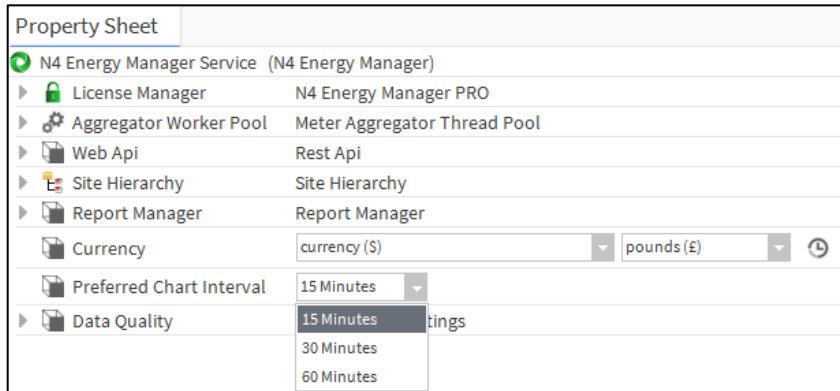 Property Sheet
N4 Energy Manager Service (N4 Energy Manager)
License Manager N4 Energy Manager PRO
Aggregator Worker Pool Meter Aggregator Thread Pool
Web Api Rest Api
Site Hierarchy Site Hierarchy
Report Manager Report Manager
Currency currency ($) pounds (£)
Preferred Chart Interval 15 Minutes
Data Quality 15 Minutes tings
30 Minutes
60 Minutes